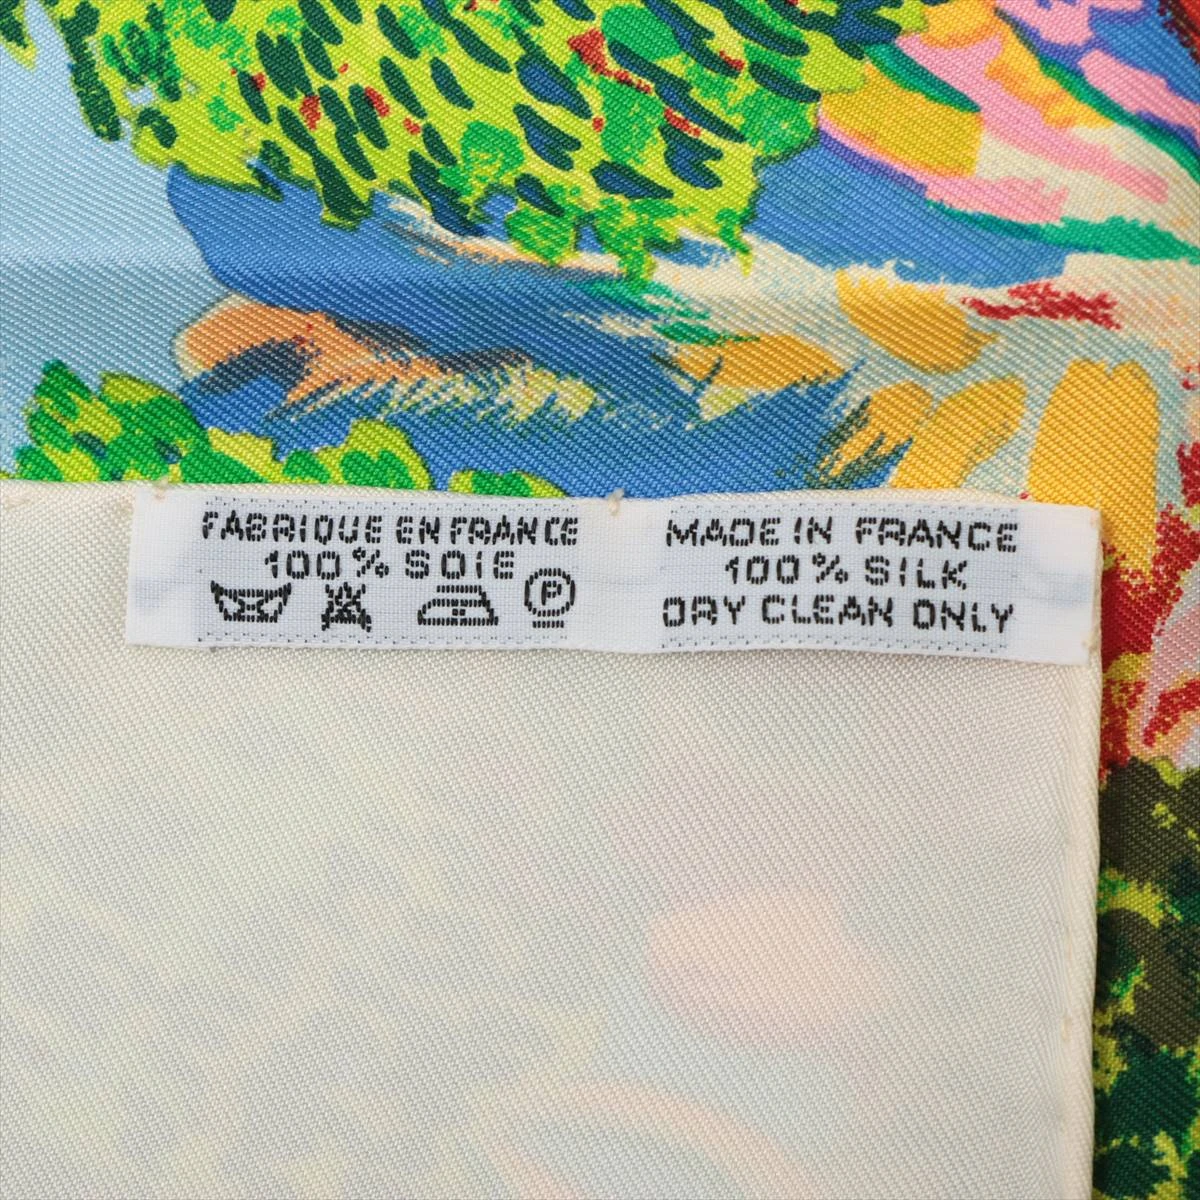 FABRIQUE EN FRANCE
100% SOIE
P
MADE IN FRANCE
100% SILK
DRY CLEAN ONLY